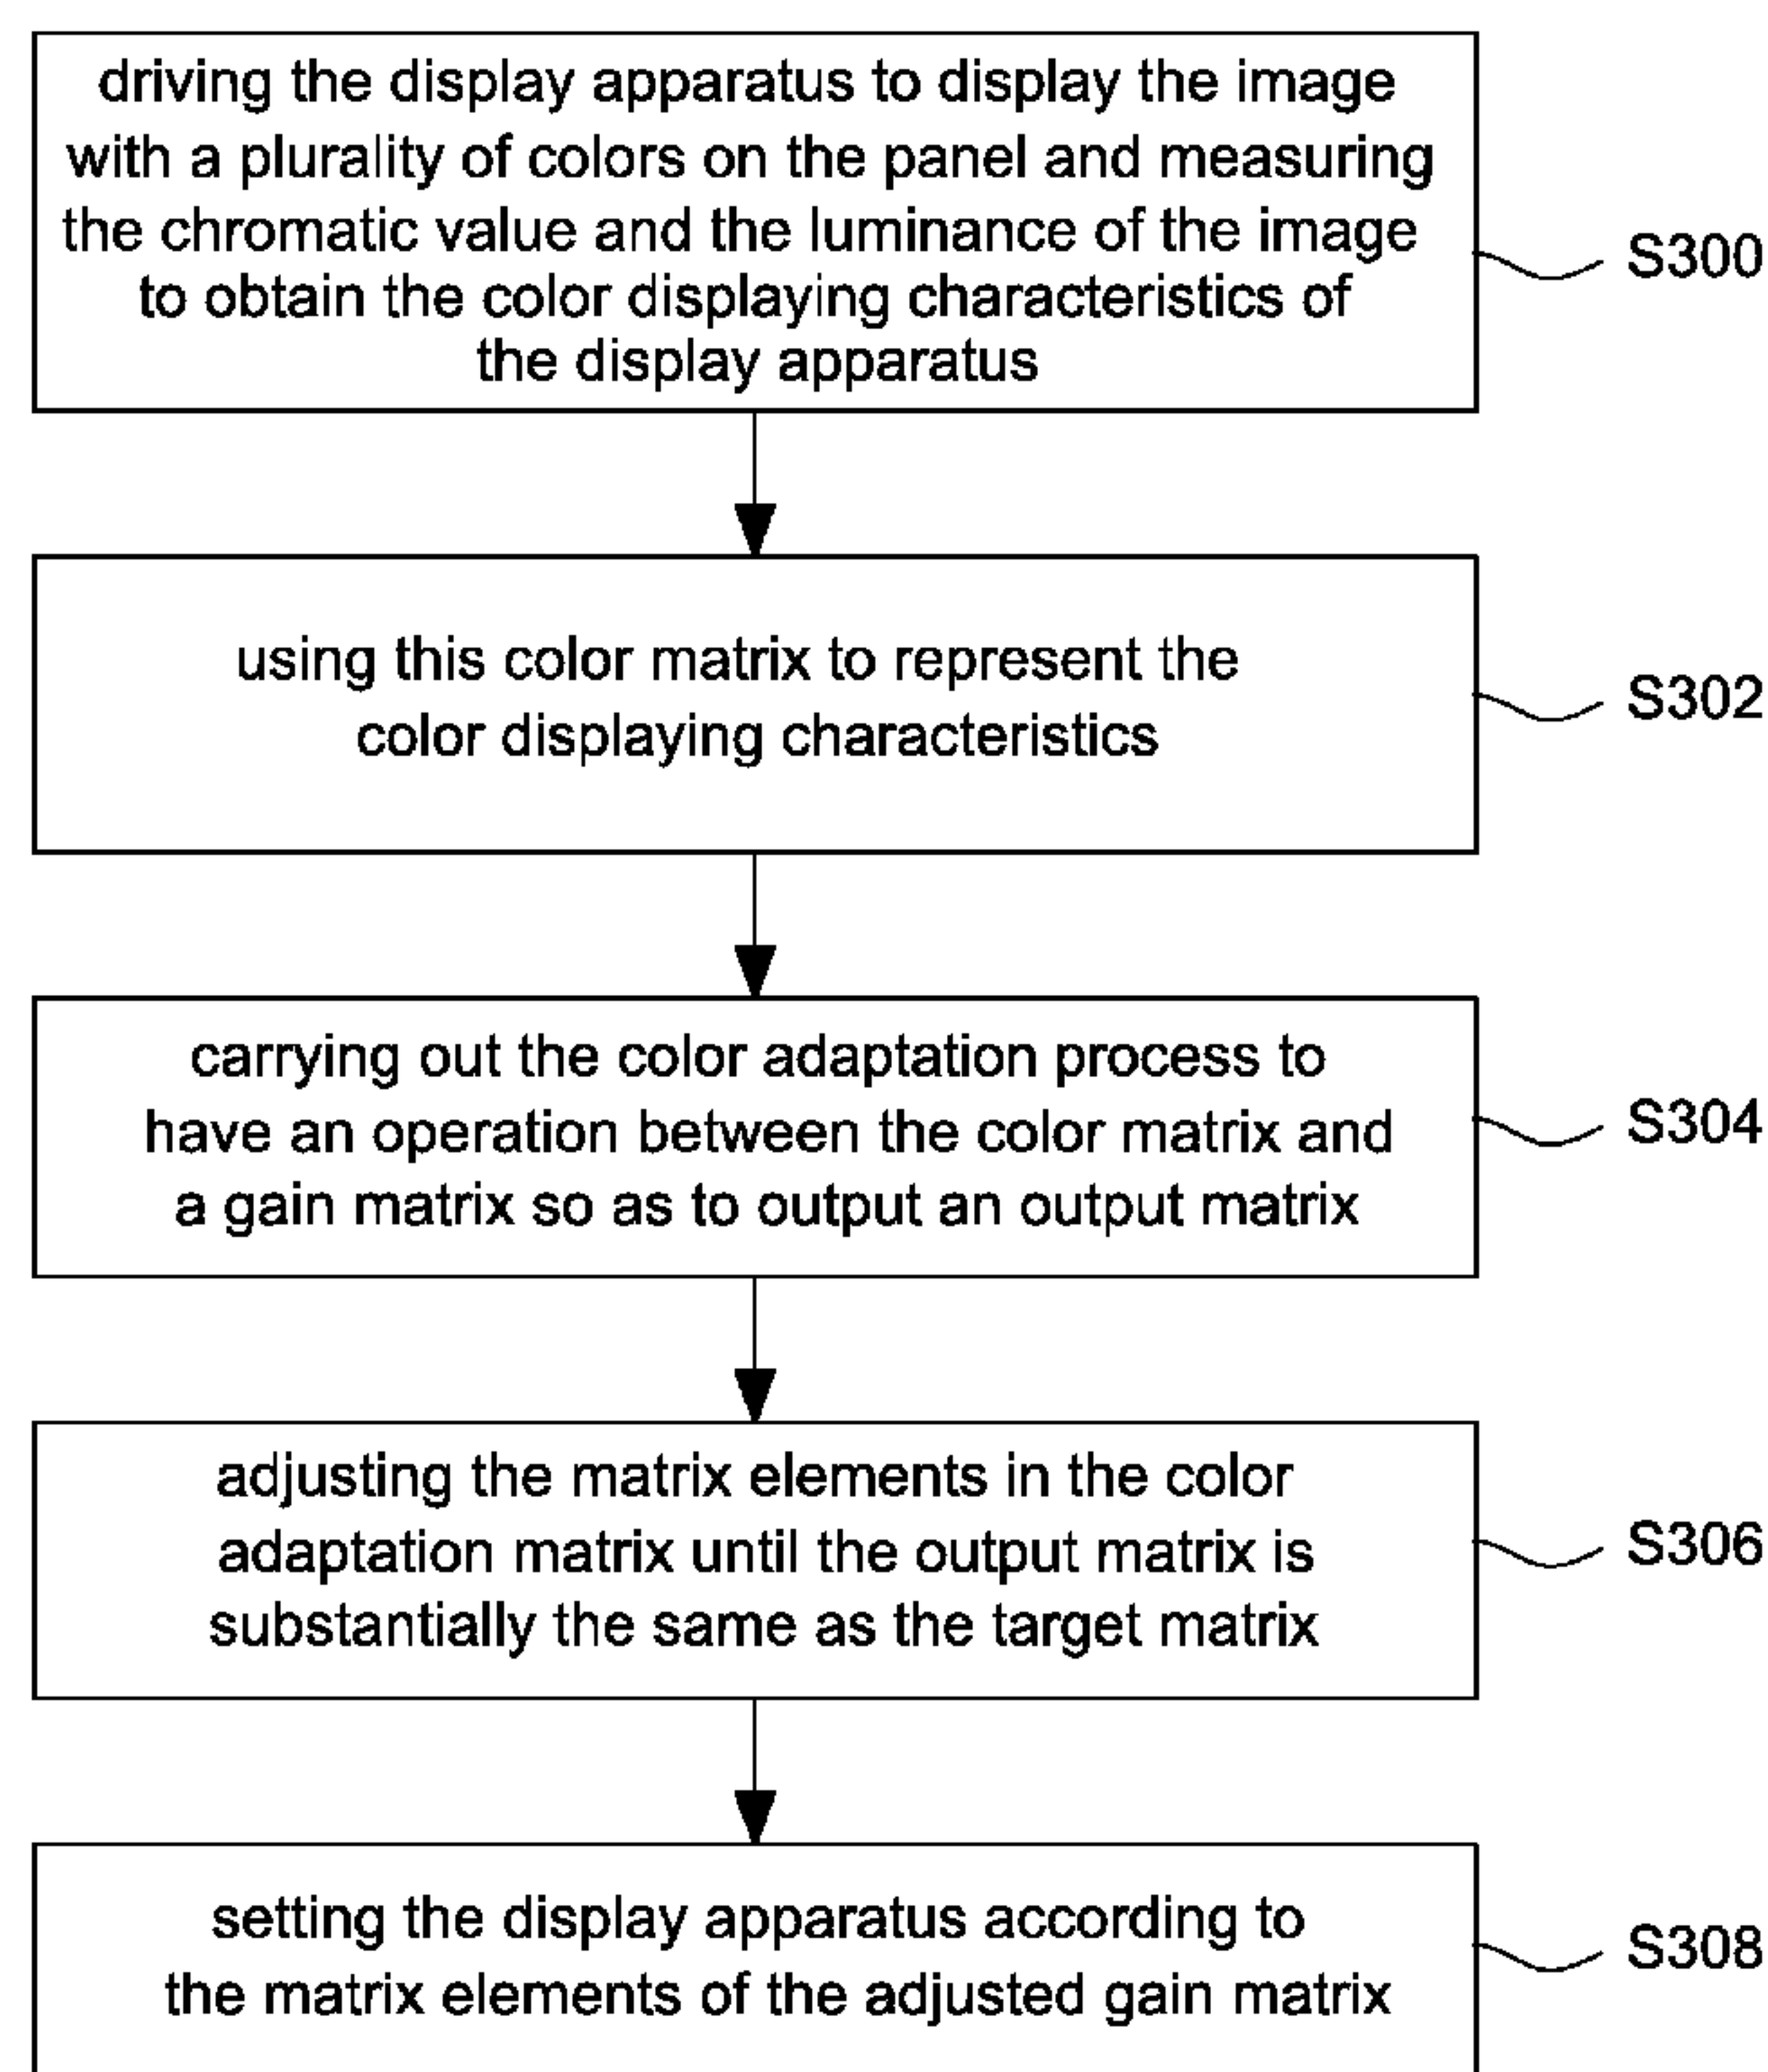 driving the display apparatus to display the image
with a plurality of colors on the panel and measuring
the chromatic value and the luminance of the image
to obtain the color displaying characteristics of
the display apparatus
S300
using this color matrix to represent the
color displaying characteristics
S302
carrying out the color adaptation process to
have an operation between the color matrix and
a gain matrix so as to output an output matrix
S304
adjusting the matrix elements in the color
adaptation matrix until the output matrix is
substantially the same as the target matrix
S306
setting the display apparatus according to
the matrix elements of the adjusted gain matrix
S308